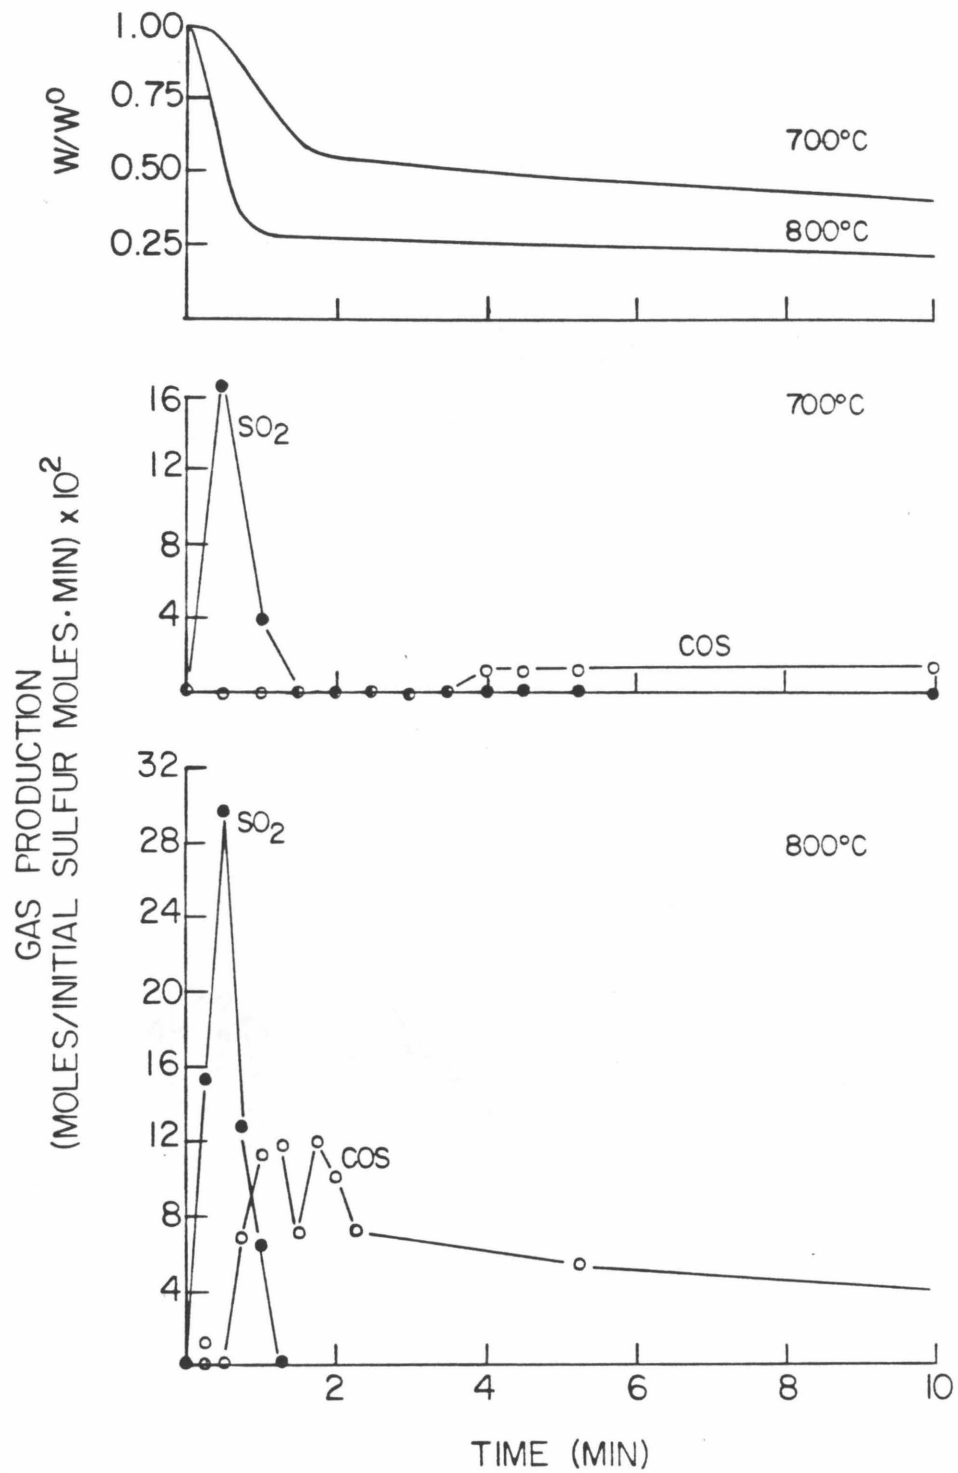 1.00
0.75
0.50
0.25
W/W⁰
700°C
800°C
16
12
8
4
SO₂
700°C
COS
GAS PRODUCTION
(MOLES/INITIAL SULFUR MOLES·MIN) x 10²
32
28
24
20
16
12
8
4
SO₂
800°C
COS
2 4 6 8 10
TIME (MIN)